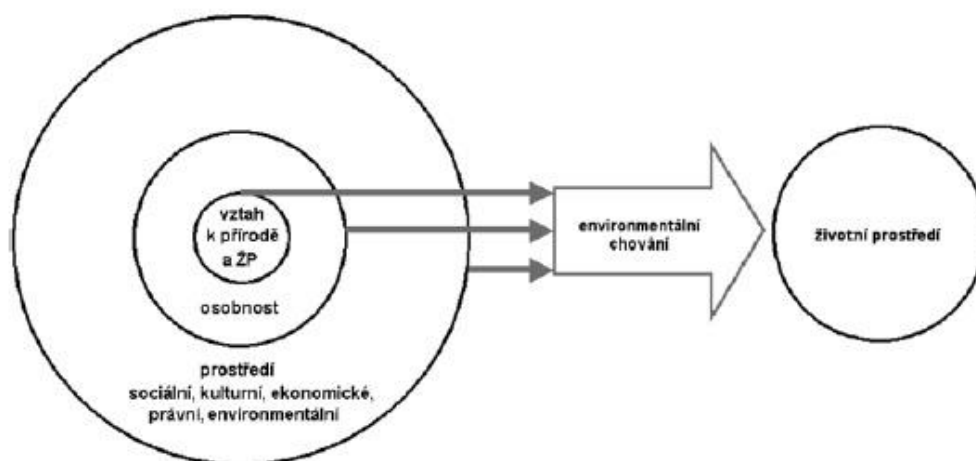 vztah
k přírodě
a ŽP
osobnost
prostředí
sociální, kulturní, ekonomické,
právní, environmentální
environmentální
chování
životní prostředí